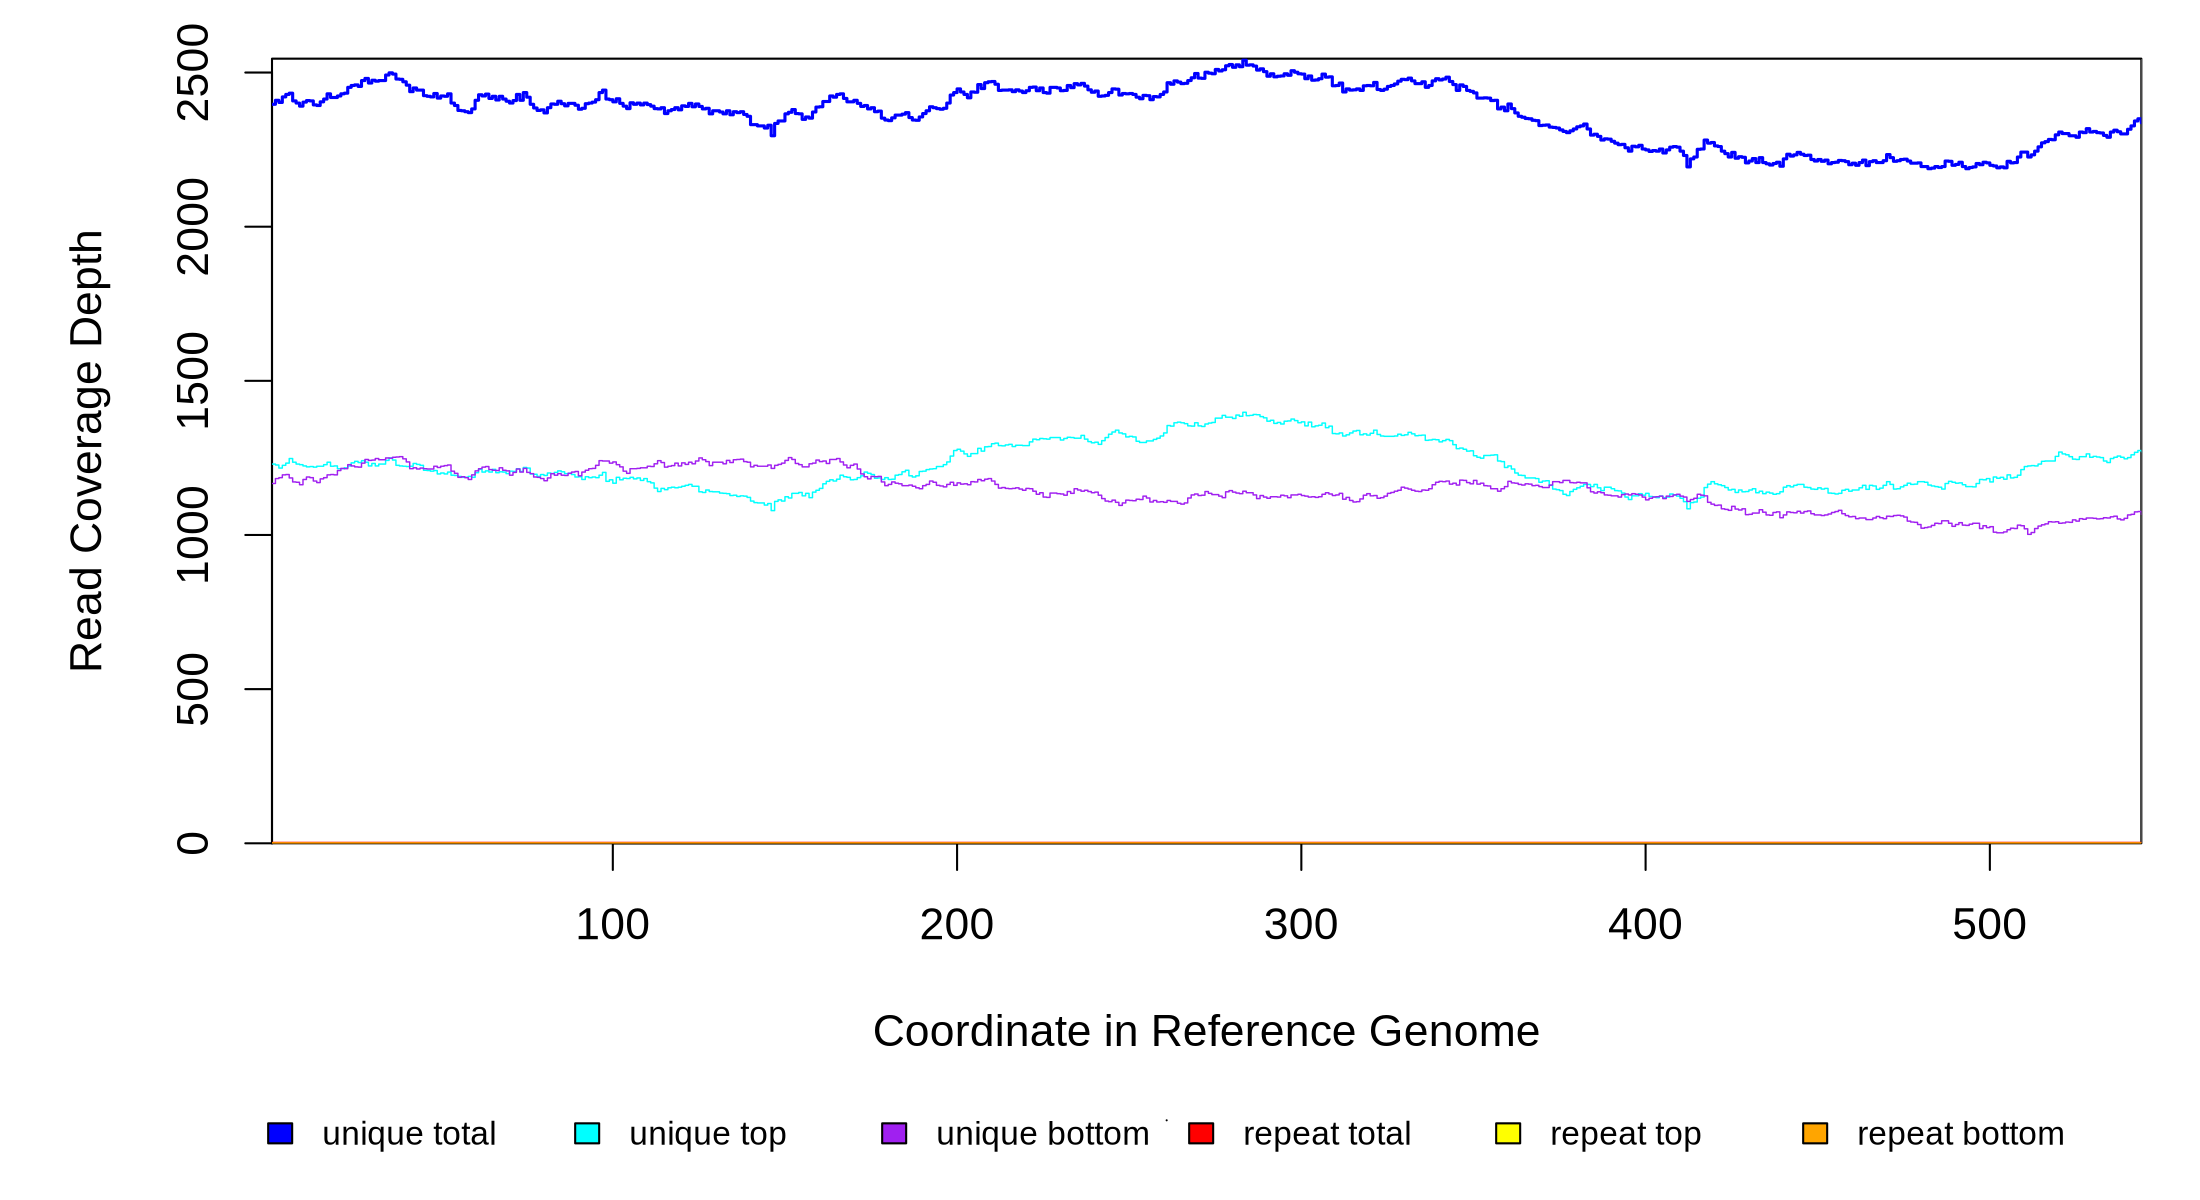 2500
2000
1500
1000
500
0
Read Coverage Depth
100 200 300 400 500
Coordinate in Reference Genome
unique total unique top unique bottom repeat total repeat top repeat bottom